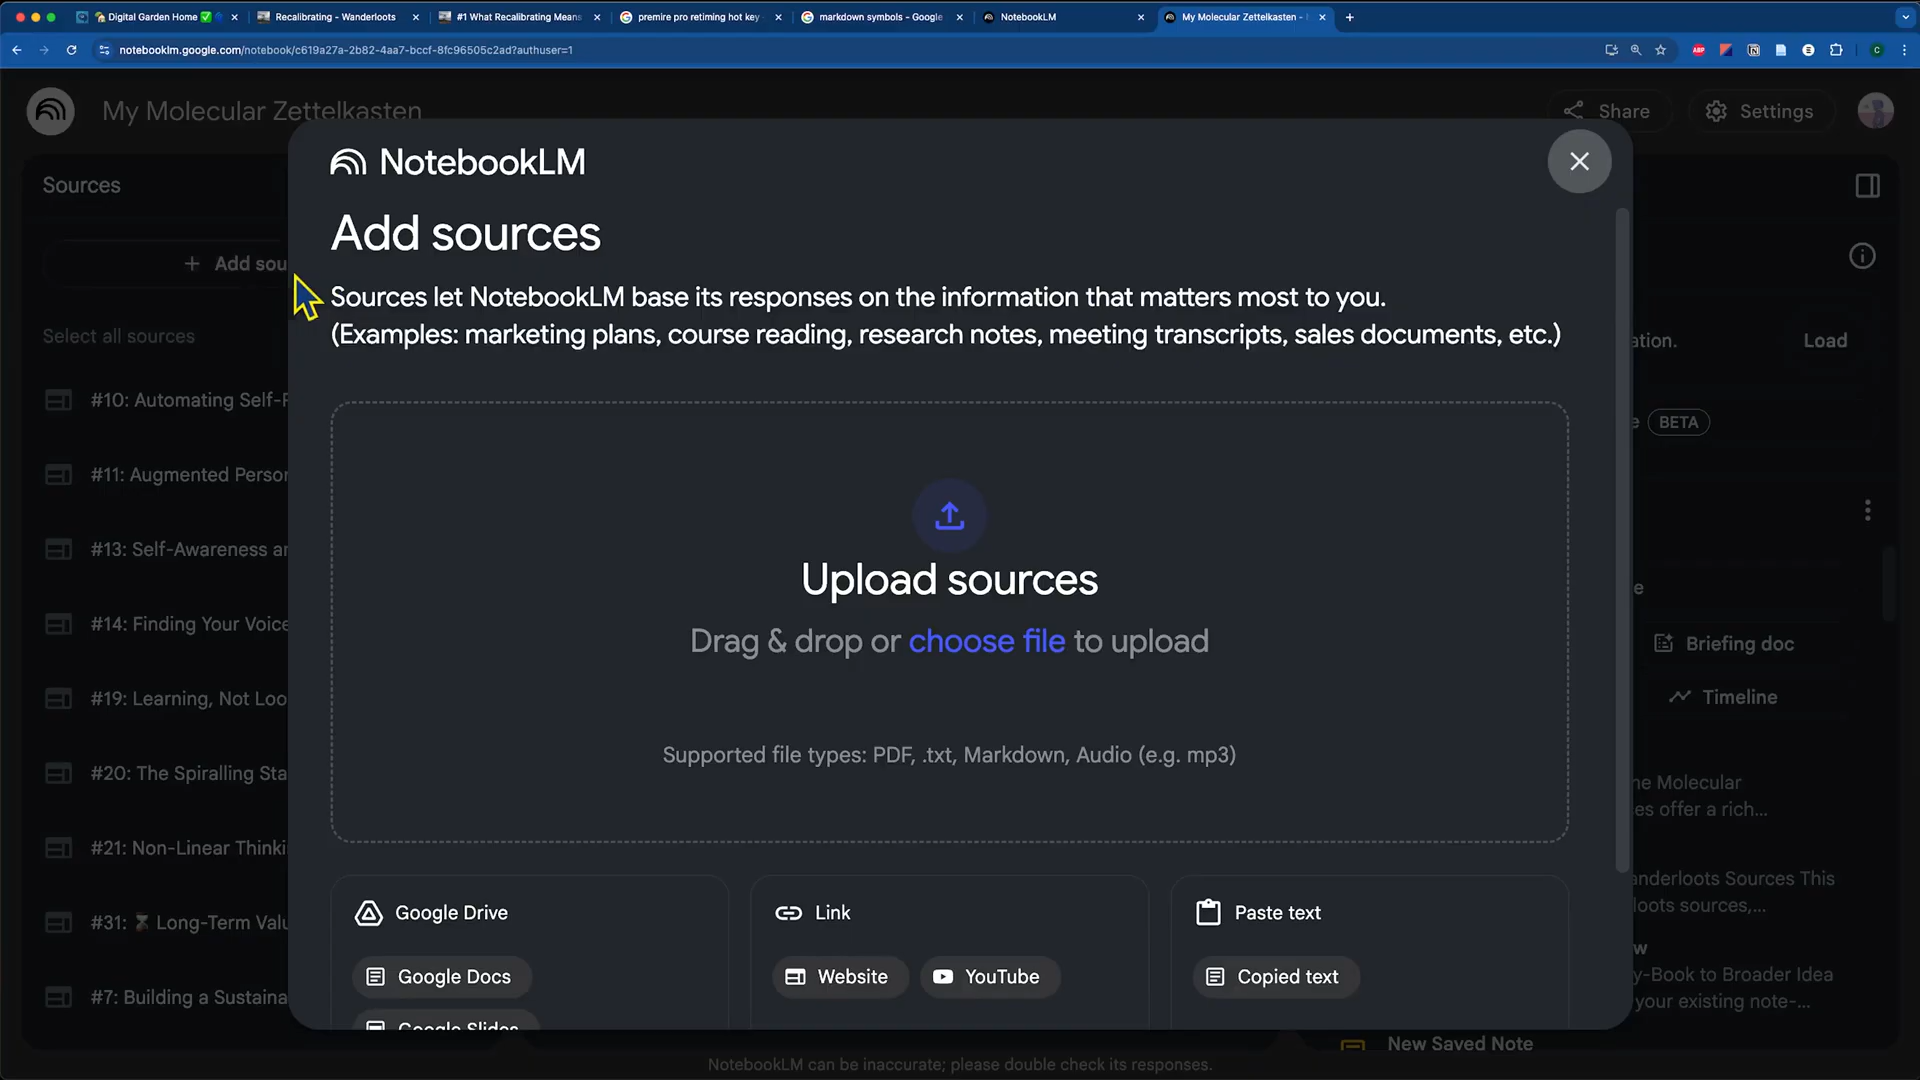 Digital Garden Home ✅
Recalibrating - Wanderloots
#1 What Recalibrating Means
premire pro retiming hot key
markdown symbols - Google
NotebookLM
My Molecular Zettelkasten -
notebooklm.google.com/notebook/c619a27a-2b82-4aa7-bccf-8fc96505c2ad?authuser=1
ABP
C
My Molecular Zettelkasten
Share
Settings
NotebookLM
Sources
Add sources
+ Add sou
Sources let NotebookLM base its responses on the information that matters most to you.
(Examples: marketing plans, course reading, research notes, meeting transcripts, sales documents, etc.)
Select all sources
ation.
Load
#10: Automating Self-R
e
BETA
#11: Augmented Person
Upload sources
#13: Self-Awareness an
e
#14: Finding Your Voice
Drag & drop or choose file to upload
Briefing doc
#19: Learning, Not Loo
Timeline
Supported file types: PDF, .txt, Markdown, Audio (e.g. mp3)
#20: The Spiralling Sta
ne Molecular
es offer a rich...
#21: Non-Linear Thinki
anderloots Sources This
loots sources,...
#31: ⏳ Long-Term Valu
Google Drive
Link
Paste text
w
y-Book to Broader Idea
your existing note-...
Google Docs
Website
YouTube
Copied text
#7: Building a Sustaina
Google Slides
New Saved Note
NotebookLM can be inaccurate; please double check its responses.